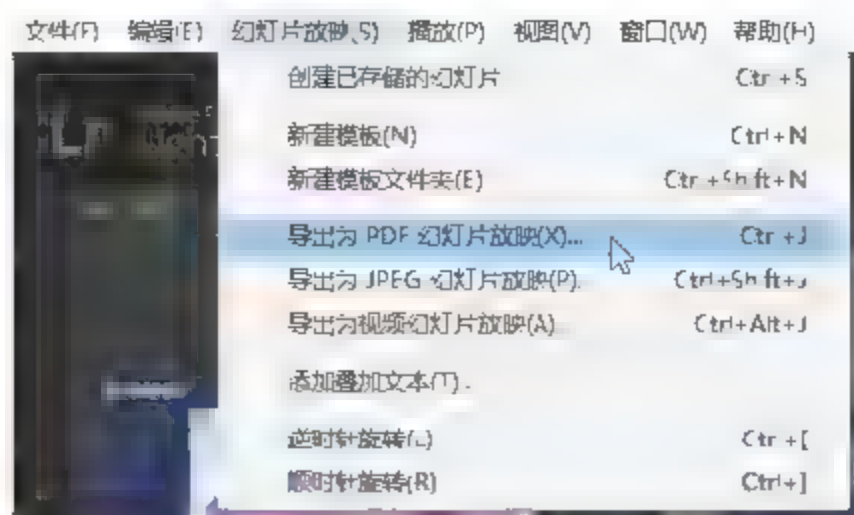 文件(F) 编辑(E) 幻灯片放映(S) 播放(P) 视图(V) 窗口(W) 帮助(H)
创建已存储的幻灯片 Ctrl+S
新建模板(N) Ctrl+N
新建模板文件夹(E) Ctrl+Shift+N
导出为 PDF 幻灯片放映(X)... Ctrl+J
导出为 JPEG 幻灯片放映(P)... Ctrl+Shift+J
导出为视频幻灯片放映(A)... Ctrl+Alt+J
添加叠加文本(T)...
逆时针旋转(L) Ctrl+[
顺时针旋转(R) Ctrl+]